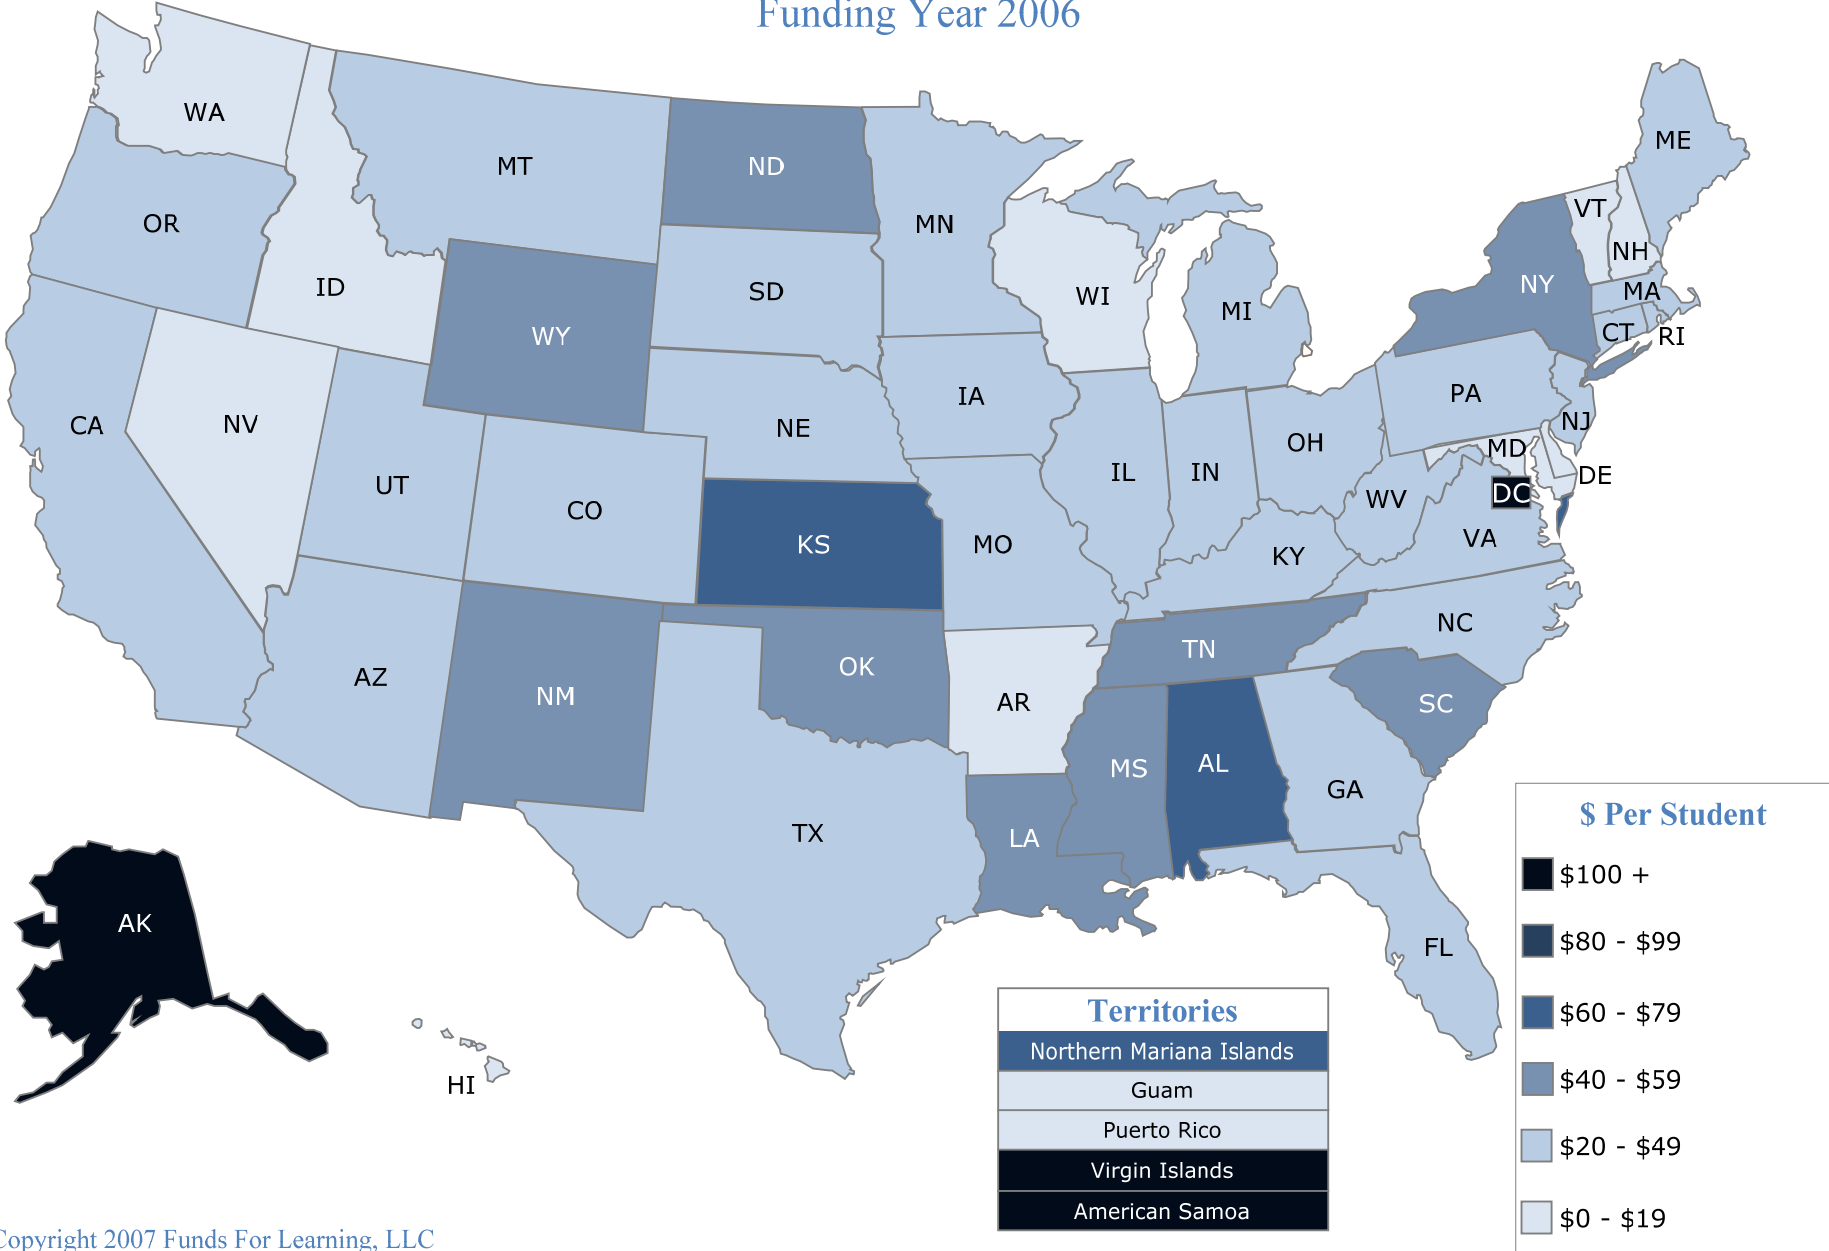 Funding Year 2006
WA
MT
ND
ME
OR
MN
VT
NH
ID
SD
WI
NY
MA
MI
WY
CT
RI
PA
IA
CA
NV
NE
NJ
OH
MD
UT
IL
IN
DE
CO
WV
DC
KS
MO
VA
KY
NC
TN
AZ
OK
NM
AR
SC
MS
AL
GA
TX
LA
AK
FL
HI
$ Per Student
$100 +
$80 - $99
$60 - $79
$40 - $59
$20 - $49
$0 - $19
Territories
Northern Mariana Islands
Guam
Puerto Rico
Virgin Islands
American Samoa
Copyright 2007 Funds For Learning, LLC